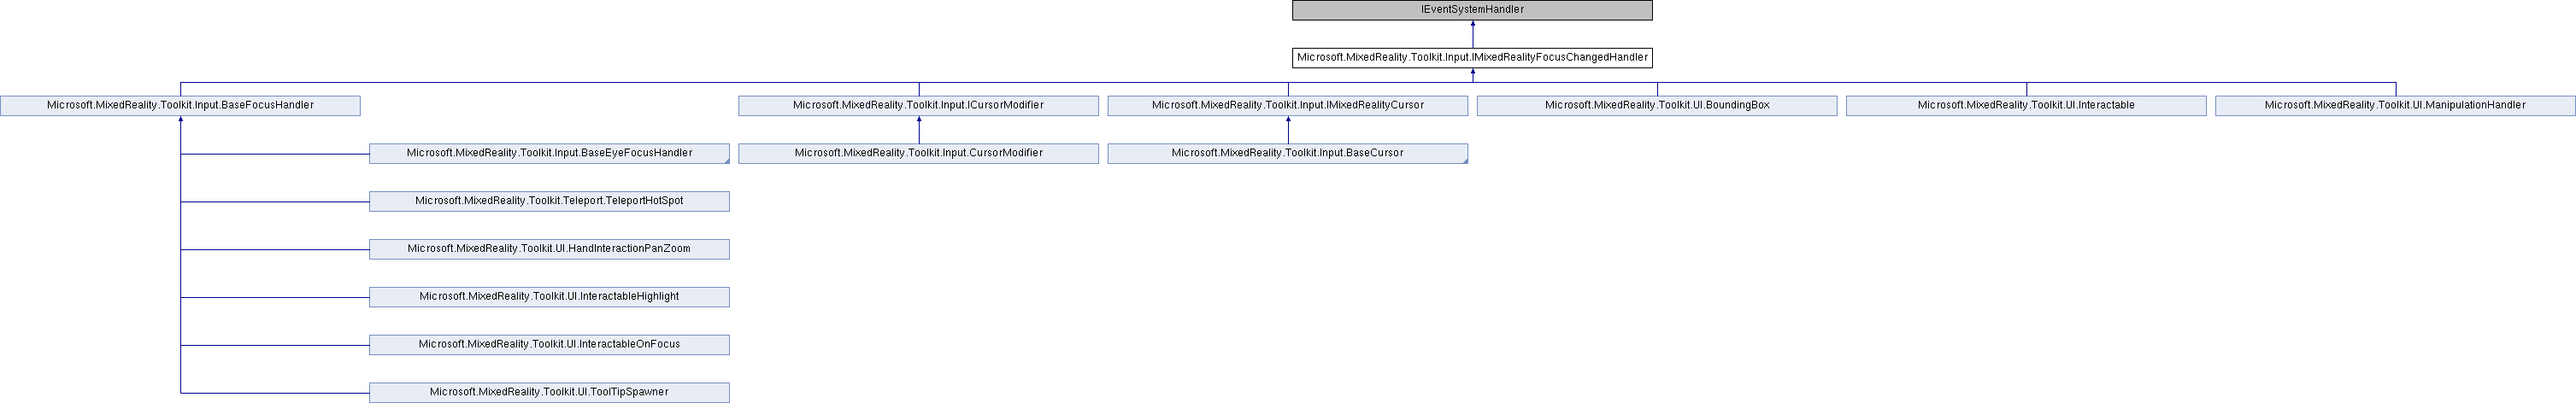 IEventSystemHandler
Microsoft.MixedReality.Toolkit.Input.IMixedRealityFocusChangedHandler
Microsoft.MixedReality.Toolkit.Input.BaseFocusHandler
Microsoft.MixedReality.Toolkit.Input.ICursorModifier
Microsoft.MixedReality.Toolkit.Input.IMixedRealityCursor
Microsoft.MixedReality.Toolkit.UI.BoundingBox
Microsoft.MixedReality.Toolkit.UI.Interactable
Microsoft.MixedReality.Toolkit.UI.ManipulationHandler
Microsoft.MixedReality.Toolkit.Input.BaseEyeFocusHandler
Microsoft.MixedReality.Toolkit.Input.CursorModifier
Microsoft.MixedReality.Toolkit.Input.BaseCursor
Microsoft.MixedReality.Toolkit.Teleport.TeleportHotSpot
Microsoft.MixedReality.Toolkit.UI.HandInteractionPanZoom
Microsoft.MixedReality.Toolkit.UI.InteractableHighlight
Microsoft.MixedReality.Toolkit.UI.InteractableOnFocus
Microsoft.MixedReality.Toolkit.UI.ToolTipSpawner